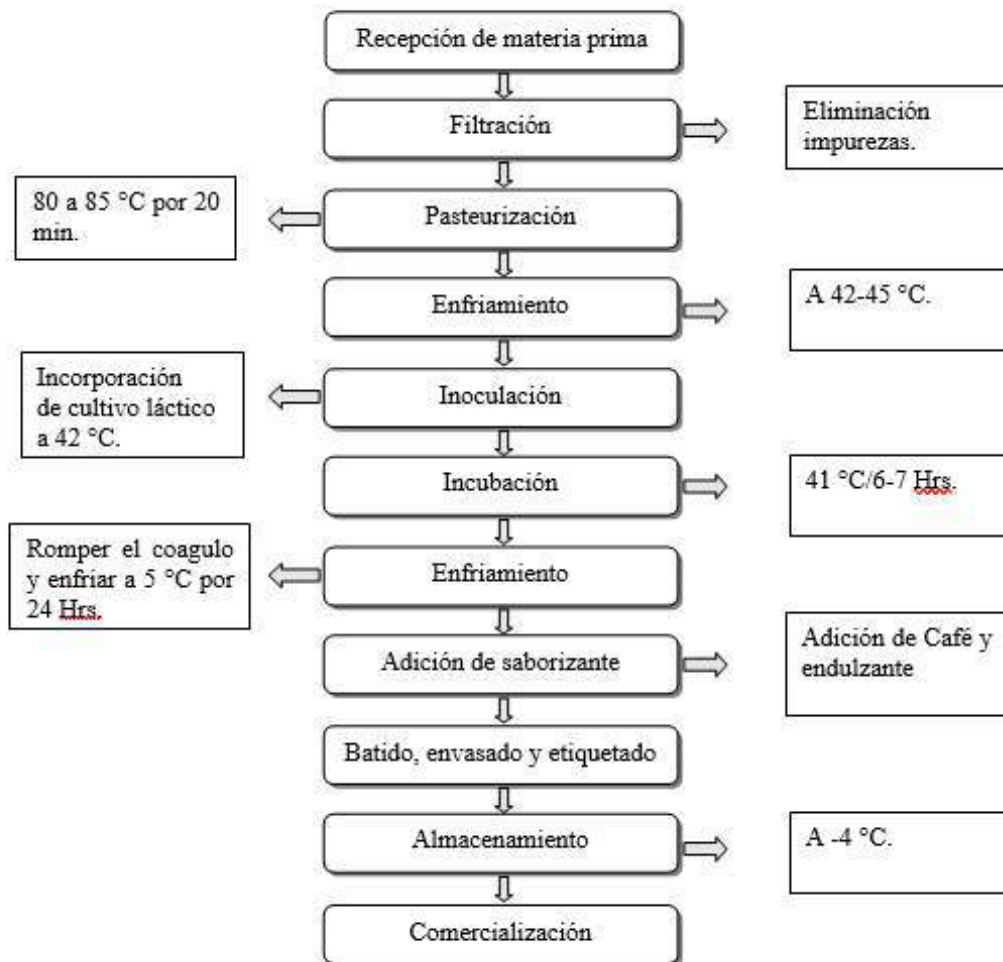 Recepción de materia prima
Filtración
Eliminación
impurezas.
80 a 85 °C por 20
min.
Pasteurización
Enfriamiento
A 42-45 °C.
Incorporación
de cultivo láctico
a 42 °C.
Inoculación
Incubación
41 °C/6-7 Hrs.
Romper el coagulo
y enfriar a 5 °C por
24 Hrs.
Enfriamiento
Adición de saborizante
Adición de Café y
endulzante
Batido, envasado y etiquetado
Almacenamiento
A -4 °C.
Comercialización